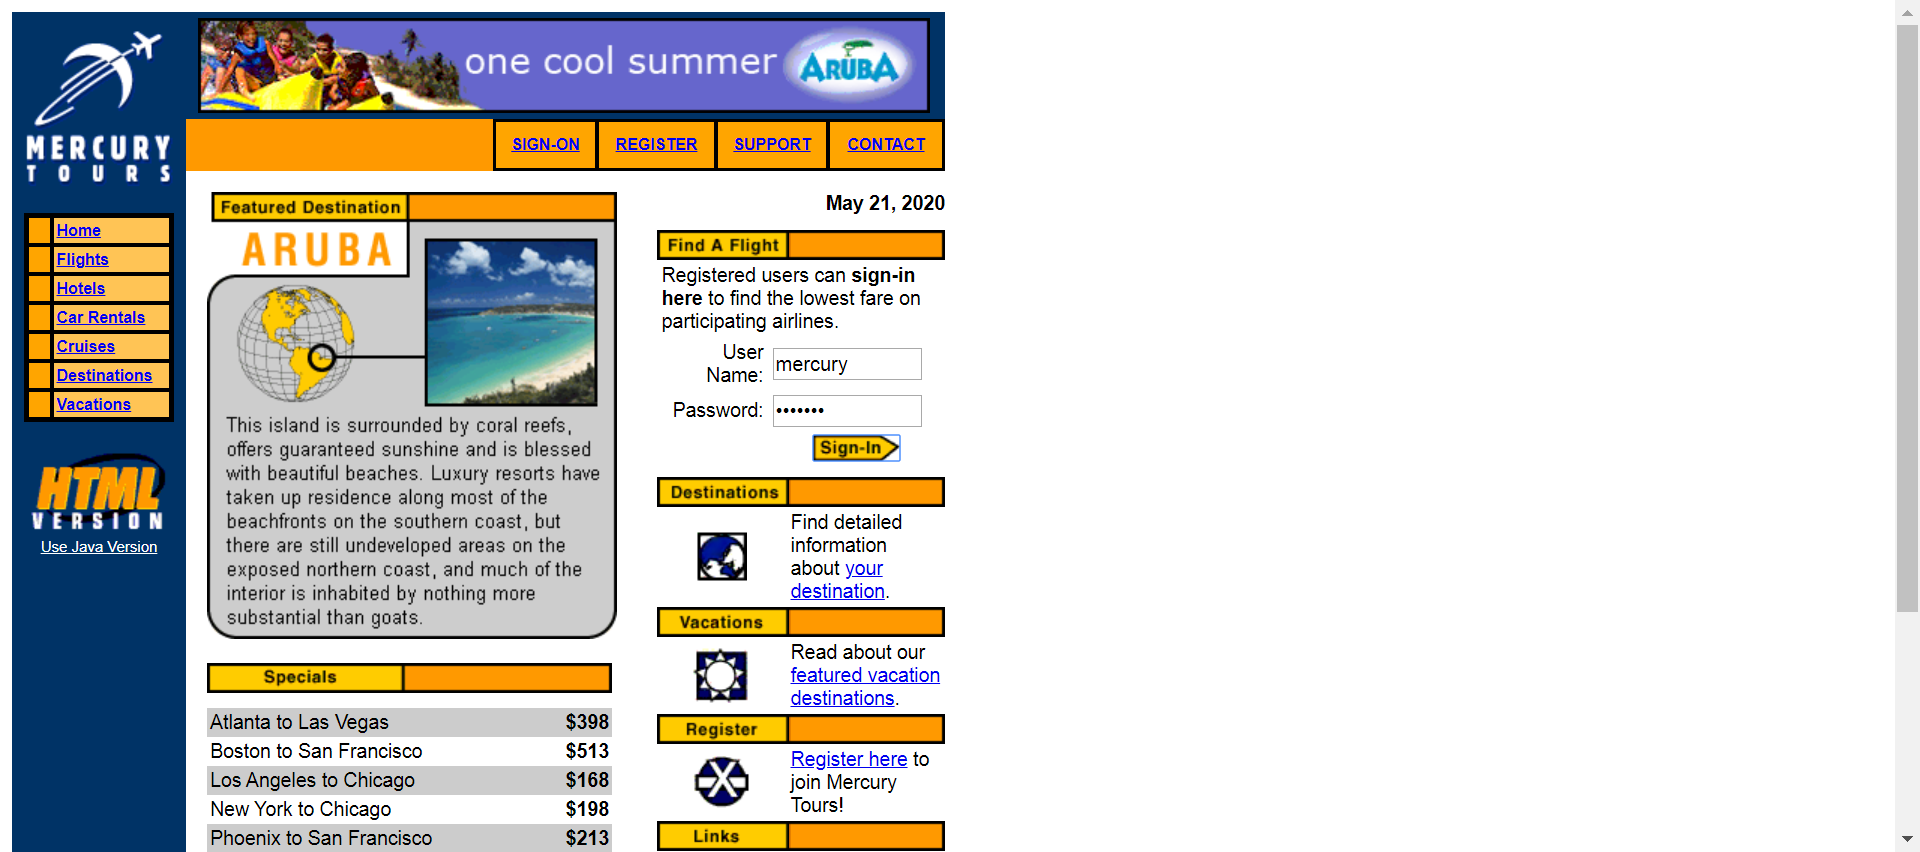 one cool summer ARUBA
MERCURY
TOURS
SIGN-ON REGISTER SUPPORT CONTACT
Home
Flights
Hotels
Car Rentals
Cruises
Destinations
Vacations
HTML
VERSION
Use Java Version
Featured Destination
ARUBA
This island is surrounded by coral reefs,
offers guaranteed sunshine and is blessed
with beautiful beaches. Luxury resorts have
taken up residence along most of the
beachfronts on the southern coast, but
there are still undeveloped areas on the
exposed northern coast, and much of the
interior is inhabited by nothing more
substantial than goats.
Specials
Atlanta to Las Vegas $398
Boston to San Francisco $513
Los Angeles to Chicago $168
New York to Chicago $198
Phoenix to San Francisco $213
May 21, 2020
Find A Flight
Registered users can sign-in
here to find the lowest fare on
participating airlines.
User
Name: mercury
Password: •••••••
Sign-In
Destinations
Find detailed
information
about your
destination.
Vacations
Read about our
featured vacation
destinations.
Register
Register here to
join Mercury
Tours!
Links